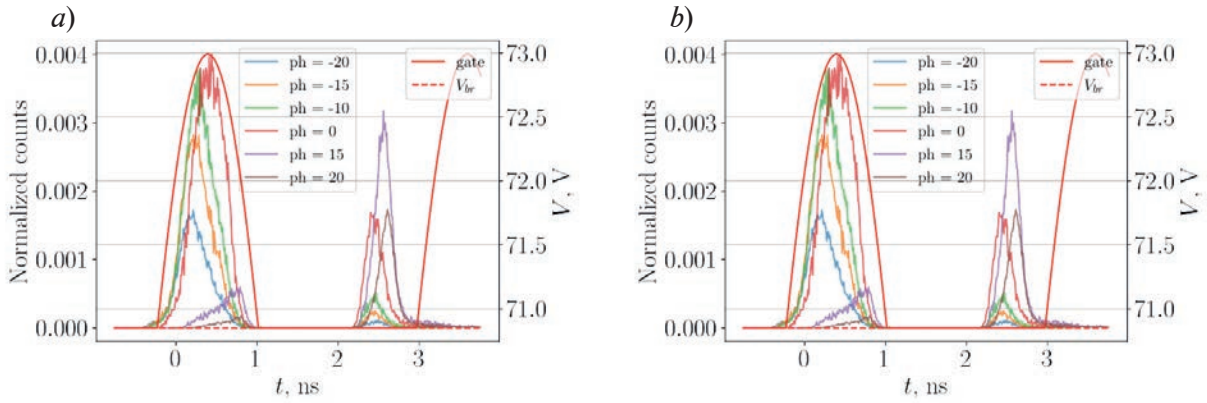 a)
0.004
0.003
0.002
0.001
0.000
Normalized counts
ph = -20
ph = -15
ph = -10
ph = 0
ph = 15
ph = 20
gate
V_br
73.0
72.5
72.0
71.5
71.0
V, V
0 1 2 3
t, ns
b)
0.004
0.003
0.002
0.001
0.000
Normalized counts
ph = -20
ph = -15
ph = -10
ph = 0
ph = 15
ph = 20
gate
V_br
73.0
72.5
72.0
71.5
71.0
V, V
0 1 2 3
t, ns